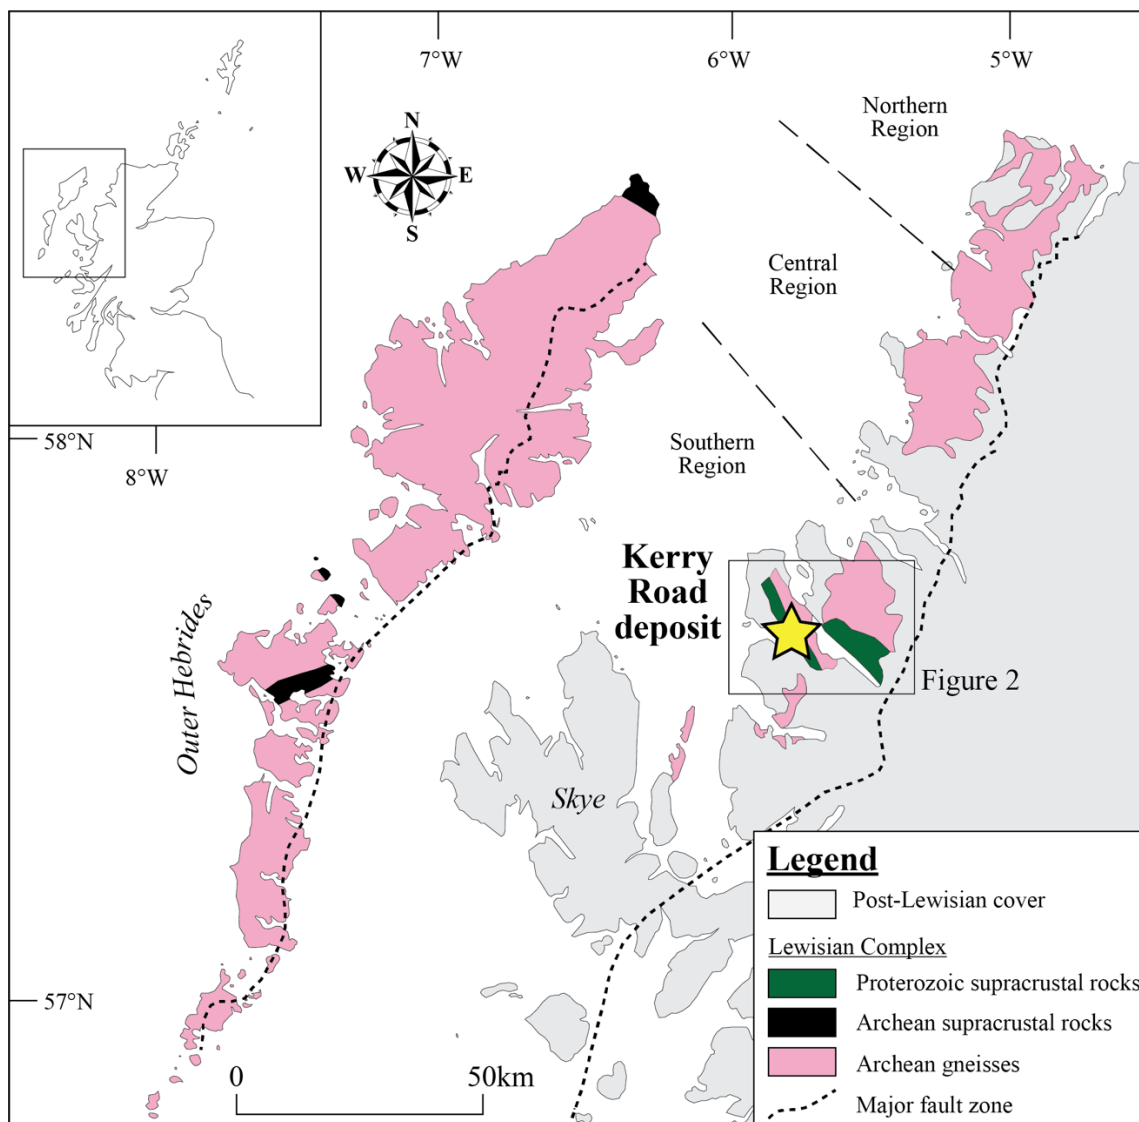 7°W
6°W
5°W
N
W
E
S
Northern
Region
Central
Region
58°N
8°W
Southern
Region
Kerry
Road
deposit
Figure 2
Outer Hebrides
Skye
57°N
0
50km
Legend
Post-Lewisian cover
Lewisian Complex
Proterozoic supracrustal rocks
Archean supracrustal rocks
Archean gneisses
Major fault zone